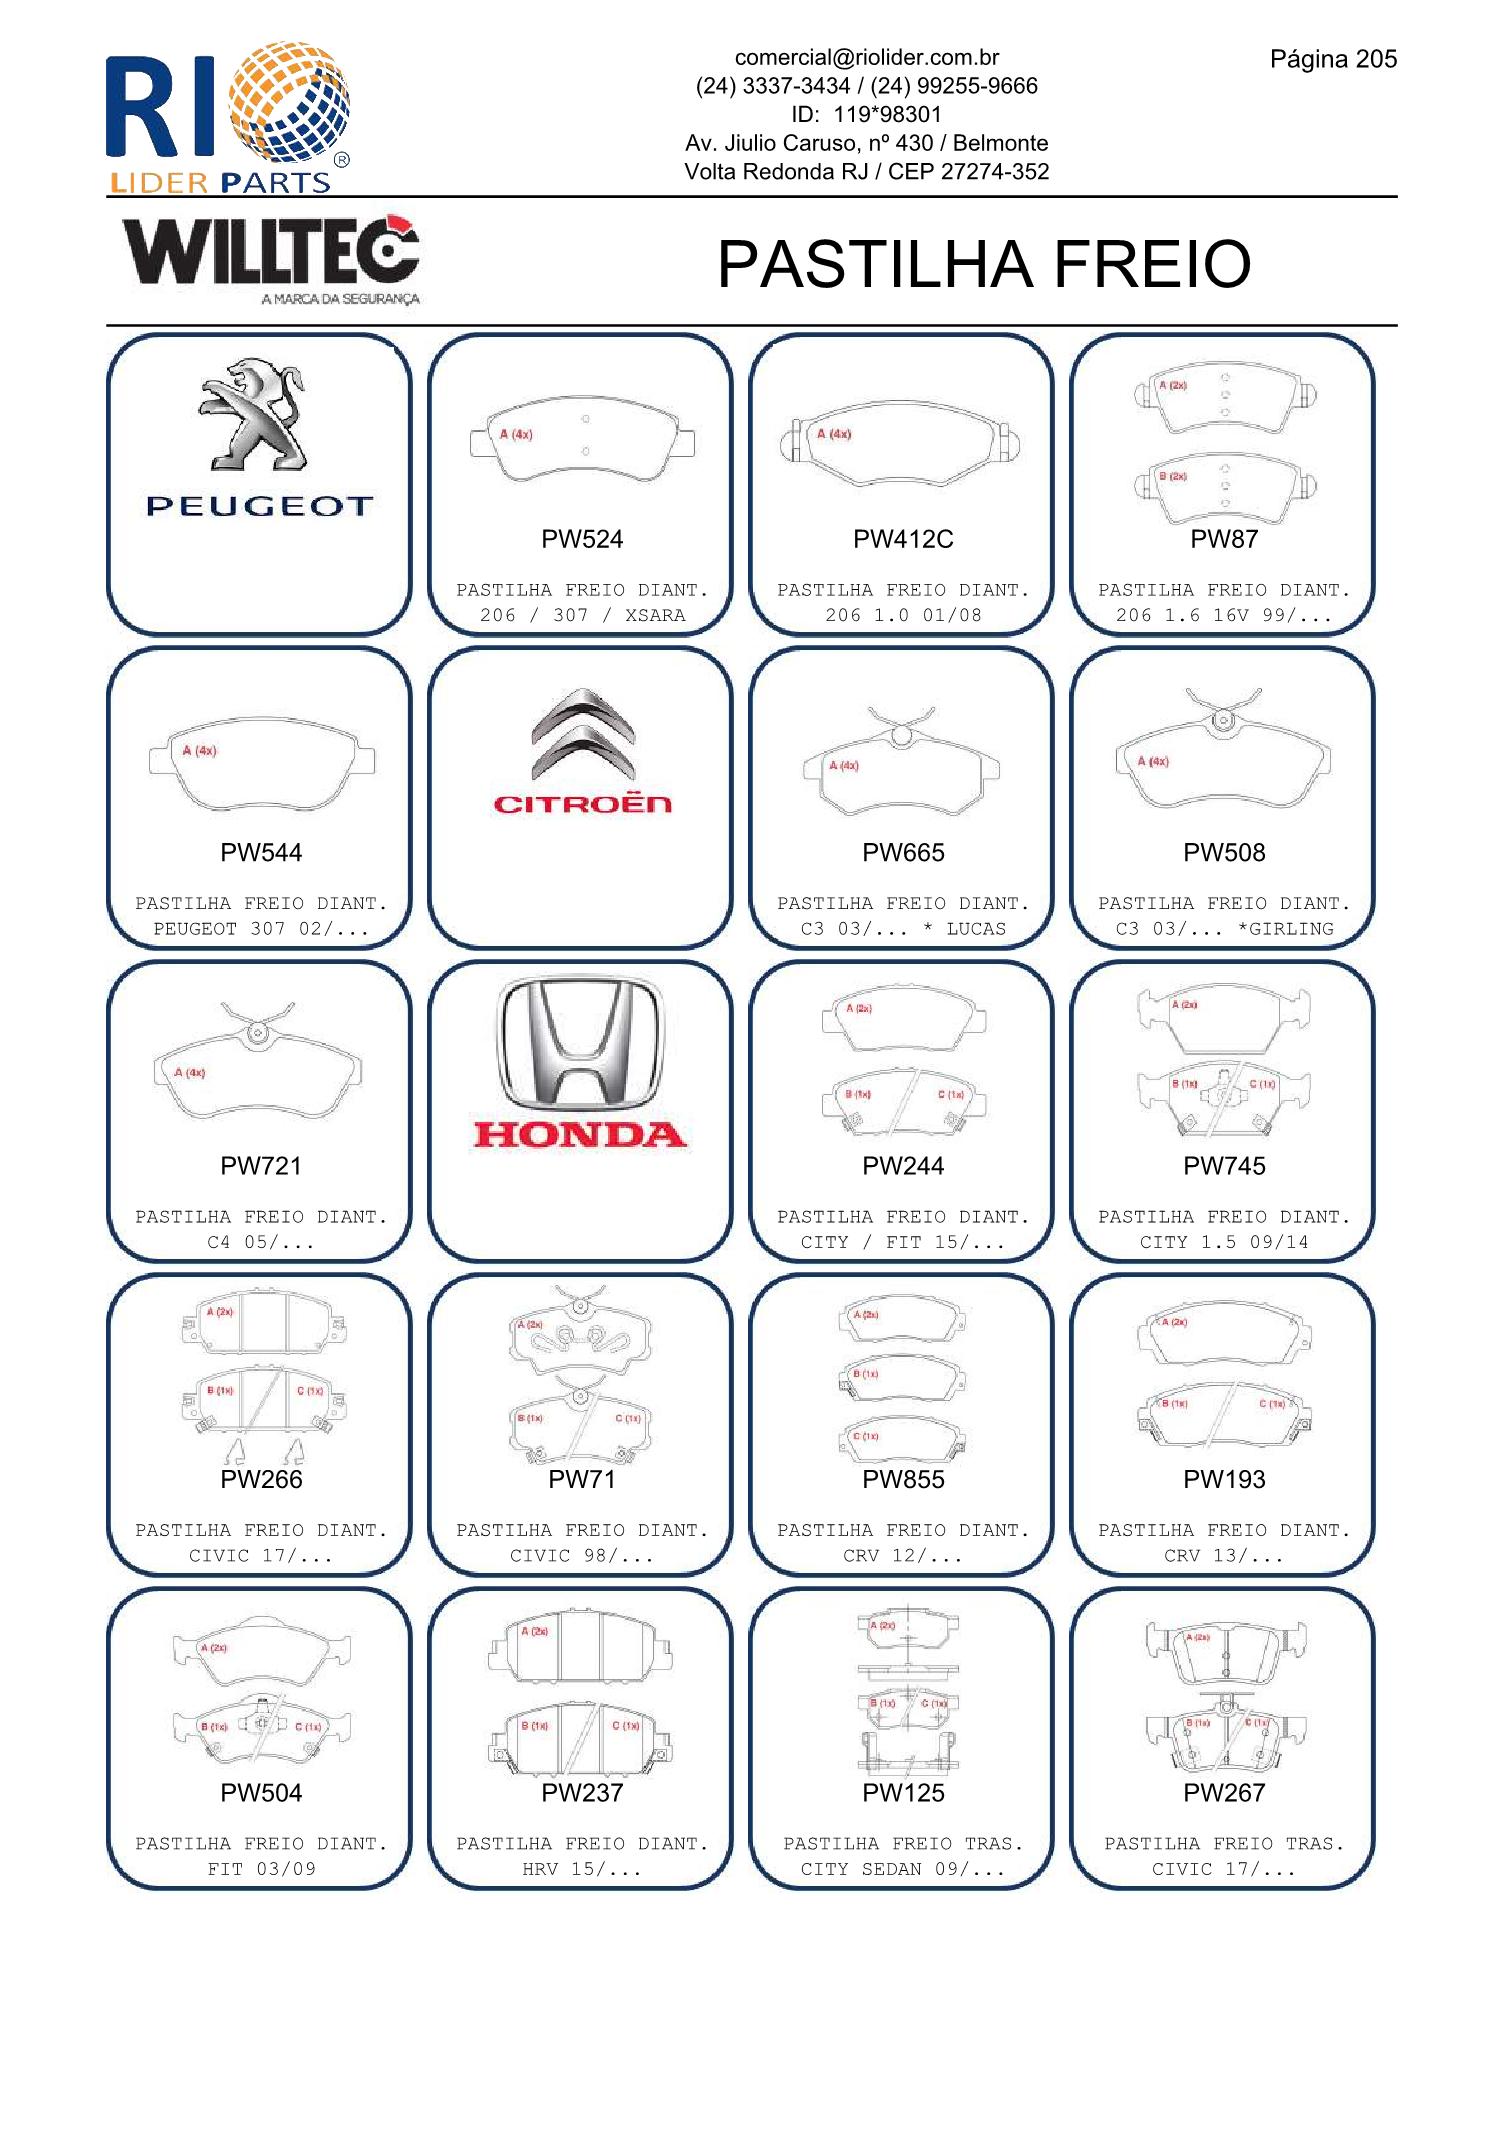 RIO
®
LIDER PARTS
comercial@riolider.com.br
(24) 3337-3434 / (24) 99255-9666
ID: 119*98301
Av. Jiulio Caruso, nº 430 / Belmonte
Volta Redonda RJ / CEP 27274-352
Página 205
WILLTEC
A MARCA DA SEGURANÇA
PASTILHA FREIO
PEUGEOT
A (4x)
PW524
PASTILHA FREIO DIANT.
206 / 307 / XSARA
A (4x)
PW412C
PASTILHA FREIO DIANT.
206 1.0 01/08
A (2x)
B (2x)
PW87
PASTILHA FREIO DIANT.
206 1.6 16V 99/...
A (4x)
PW544
PASTILHA FREIO DIANT.
PEUGEOT 307 02/...
CITROËN
A (4x)
PW665
PASTILHA FREIO DIANT.
C3 03/... * LUCAS
A (4x)
PW508
PASTILHA FREIO DIANT.
C3 03/... *GIRLING
A (4x)
PW721
PASTILHA FREIO DIANT.
C4 05/...
HONDA
A (2x)
B (1x) C (1x)
PW244
PASTILHA FREIO DIANT.
CITY / FIT 15/...
A (2x)
B (1x) C (1x)
PW745
PASTILHA FREIO DIANT.
CITY 1.5 09/14
A (2x)
B (1x) C (1x)
PW266
PASTILHA FREIO DIANT.
CIVIC 17/...
A (2x)
B (1x) C (1x)
PW71
PASTILHA FREIO DIANT.
CIVIC 98/...
A (2x)
B (1x)
C (1x)
PW855
PASTILHA FREIO DIANT.
CRV 12/...
A (2x)
B (1x) C (1x)
PW193
PASTILHA FREIO DIANT.
CRV 13/...
A (2x)
B (1x) C (1x)
PW504
PASTILHA FREIO DIANT.
FIT 03/09
A (2x)
B (1x) C (1x)
PW237
PASTILHA FREIO DIANT.
HRV 15/...
A (2x)
B (1x) C (1x)
PW125
PASTILHA FREIO TRAS.
CITY SEDAN 09/...
A (2x)
B (1x) C (1x)
PW267
PASTILHA FREIO TRAS.
CIVIC 17/...